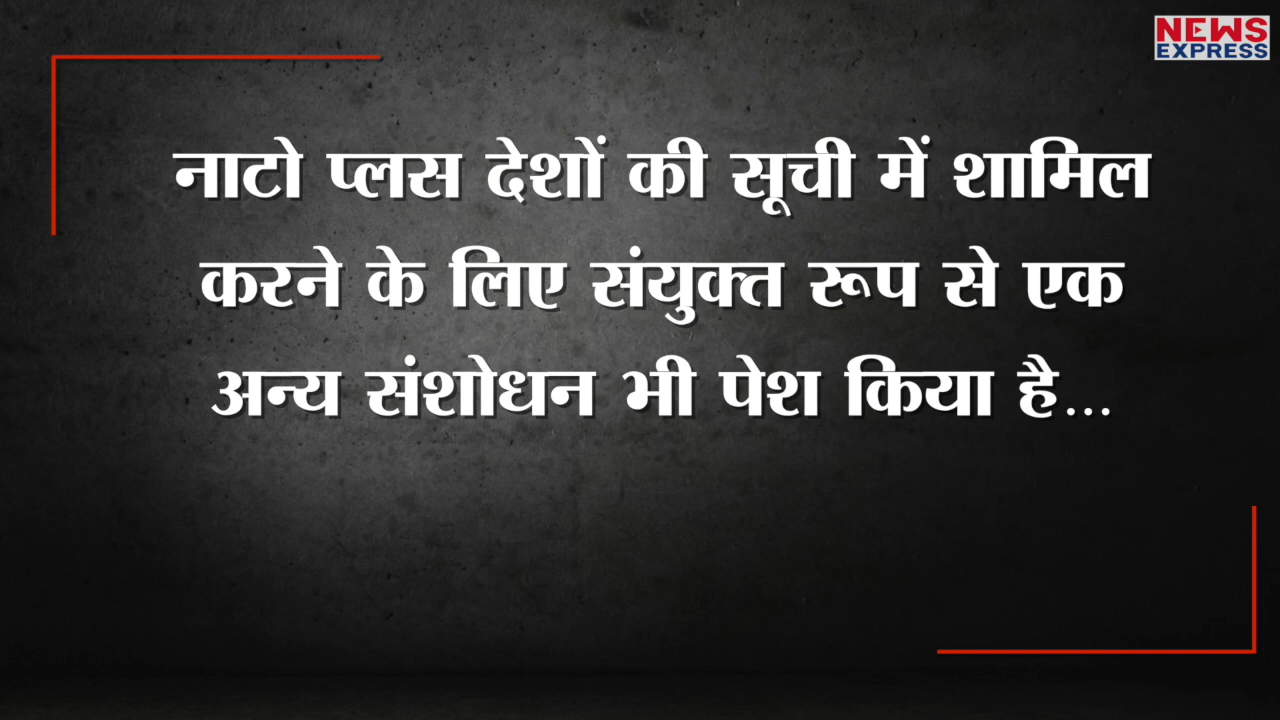 NEWS
EXPRESS
नाटो प्लस देशों की सूची में शामिल
करने के लिए संयुक्त रूप से एक
अन्य संशोधन भी पेश किया है...